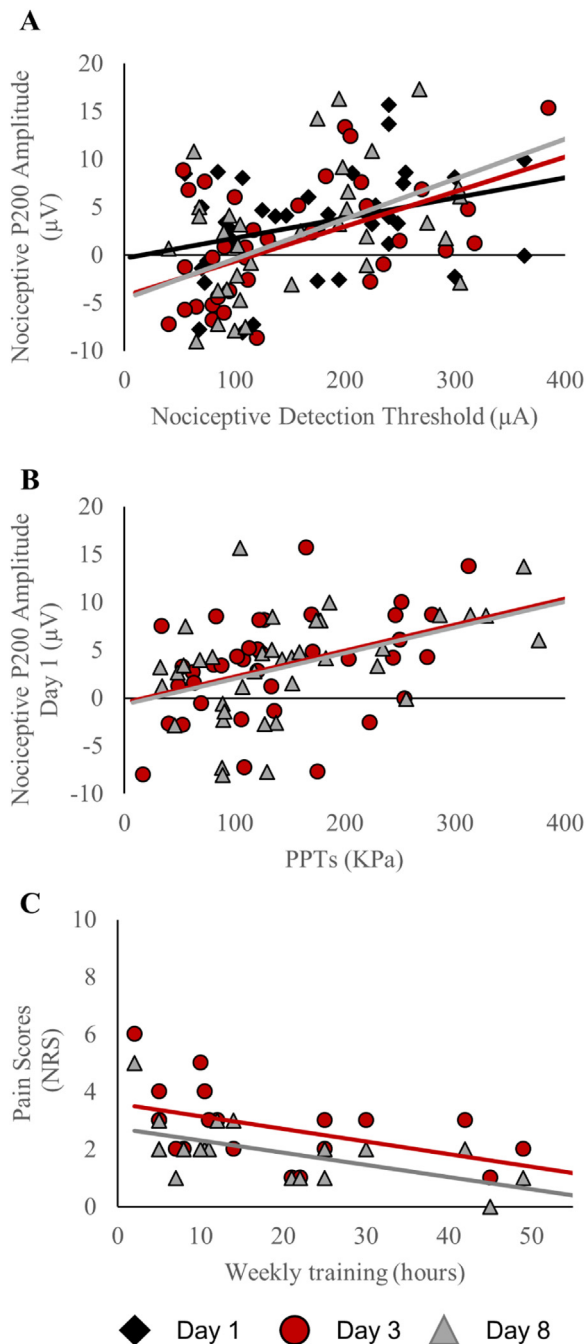 A
Nociceptive P200 Amplitude
(µV)
20
15
10
5
0
-5
-10
0
100
200
300
400
Nociceptive Detection Threshold (µA)
B
Nociceptive P200 Amplitude
Day 1 (µV)
20
15
10
5
0
-5
-10
0
100
200
300
400
PPTs (KPa)
C
Pain Scores
(NRS)
10
8
6
4
2
0
0
10
20
30
40
50
Weekly training (hours)
Day 1
Day 3
Day 8